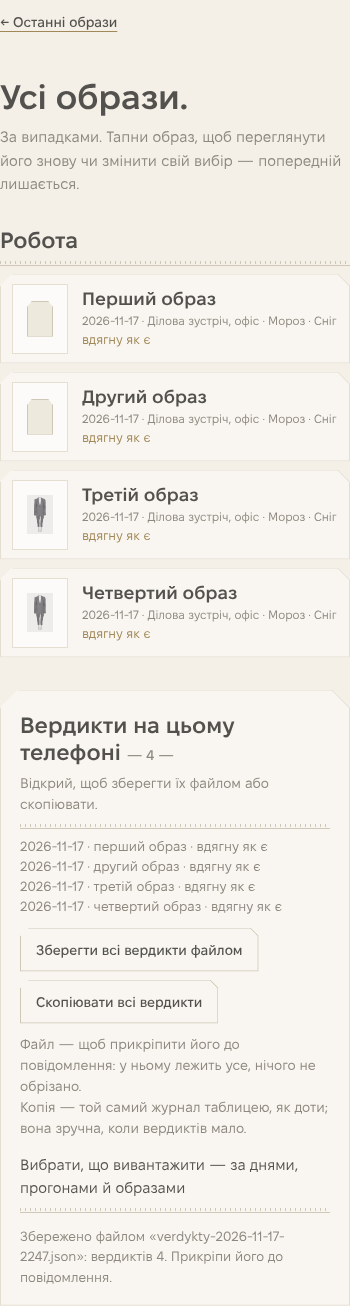 ← Останні образи
Усі образи.
За випадками. Тапни образ, щоб переглянути
його знову чи змінити свій вибір — попередній
лишається.
Робота
Перший образ
2026-11-17 · Ділова зустріч, офіс · Мороз · Сніг
вдягну як є
Другий образ
2026-11-17 · Ділова зустріч, офіс · Мороз · Сніг
вдягну як є
Третій образ
2026-11-17 · Ділова зустріч, офіс · Мороз · Сніг
вдягну як є
Четвертий образ
2026-11-17 · Ділова зустріч, офіс · Мороз · Сніг
вдягну як є
Вердикти на цьому
телефоні — 4 —
Відкрий, щоб зберегти їх файлом або
скопіювати.
2026-11-17 · перший образ · вдягну як є
2026-11-17 · другий образ · вдягну як є
2026-11-17 · третій образ · вдягну як є
2026-11-17 · четвертий образ · вдягну як є
Зберегти всі вердикти файлом
Скопіювати всі вердикти
Файл — щоб прикріпити його до
повідомлення: у ньому лежить усе, нічого не
обрізано.
Копія — той самий журнал таблицею, як доти;
вона зручна, коли вердиктів мало.
Вибрати, що вивантажити — за днями,
прогонами й образами
Збережено файлом «verdykty-2026-11-17-
2247.json»: вердиктів 4. Прикріпи його до
повідомлення.